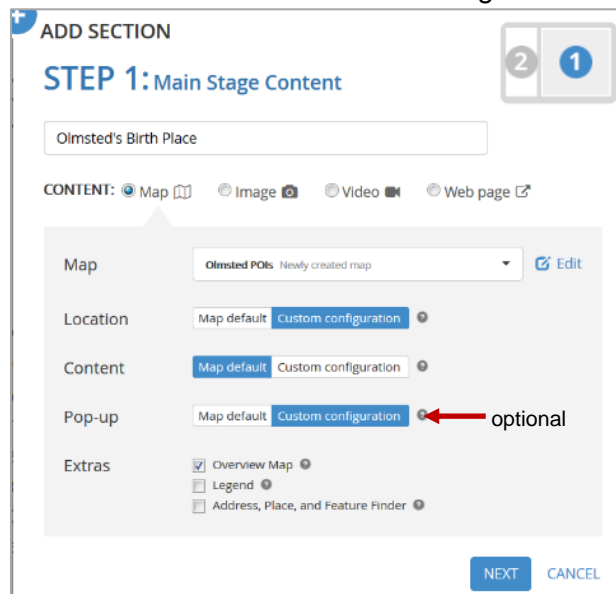 ADD SECTION
STEP 1: Main Stage Content
2 1
Olmsted's Birth Place
CONTENT: Map Image Video Web page
Map Olmsted POIs Newly created map Edit
Location Map default Custom configuration ?
Content Map default Custom configuration ?
Pop-up Map default Custom configuration ? optional
Extras Overview Map ?
Legend ?
Address, Place, and Feature Finder ?
NEXT CANCEL